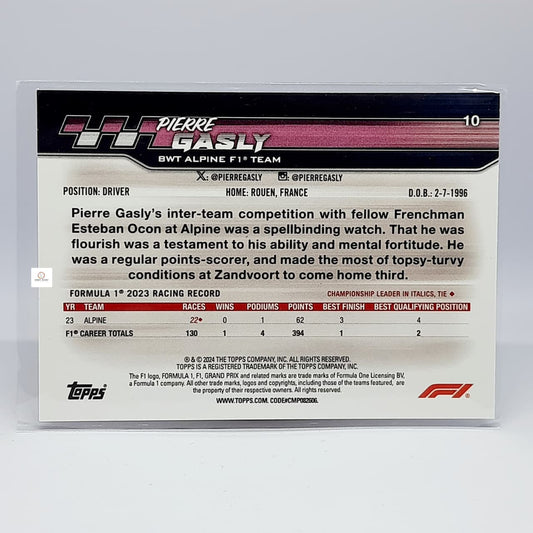 PIERRE
GASLY
10
BWT ALPINE F1® TEAM
X: @PIERREGASLY @PIERREGASLY
POSITION: DRIVER HOME: ROUEN, FRANCE D.O.B.: 2-7-1996
Pierre Gasly's inter-team competition with fellow Frenchman
Esteban Ocon at Alpine was a spellbinding watch. That he was
flourish was a testament to his ability and mental fortitude. He
was a regular points-scorer, and made the most of topsy-turvy
conditions at Zandvoort to come home third.
FORMULA 1® 2023 RACING RECORD CHAMPIONSHIP LEADER IN ITALICS, TIE ♦
YR TEAM RACES WINS PODIUMS POINTS BEST FINISH BEST QUALIFYING POSITION
23 ALPINE 22♦ 0 1 62 3 4
F1® CAREER TOTALS 130 1 4 394 1 2
® & © 2024 THE TOPPS COMPANY, INC. ALL RIGHTS RESERVED.
TOPPS IS A REGISTERED TRADEMARK OF THE TOPPS COMPANY, INC.
The F1 logo, FORMULA 1, F1, GRAND PRIX and related marks are trade marks of Formula One Licensing BV,
a Formula 1 company. All other trade marks, logos and copyrights, including those of the teams featured, are
the property of their respective owners. All rights reserved.
WWW.TOPPS.COM. CODE#CMP082606.
Topps
F1®